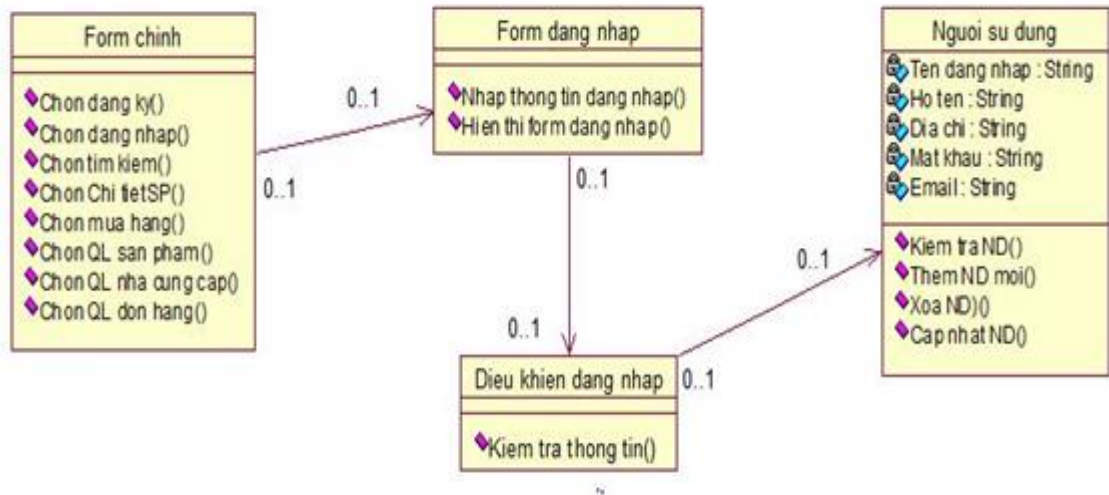 Form chinh
Chon dang ky()
Chon dang nhap()
Chon tim kiem()
Chon Chi tietSP()
Chon mua hang()
Chon QL san pham()
Chon QL nha cung cap()
Chon QL don hang()
0..1
0..1
Form dang nhap
Nhap thong tin dang nhap()
Hien thi form dang nhap()
0..1
0..1
Dieu khien dang nhap
Kiem tra thong tin()
0..1
0..1
Nguoi su dung
Ten dang nhap : String
Ho ten : String
Dia chi : String
Mat khau : String
Email : String
Kiem tra ND()
Them ND moi()
Xoa ND)()
Cap nhat ND()